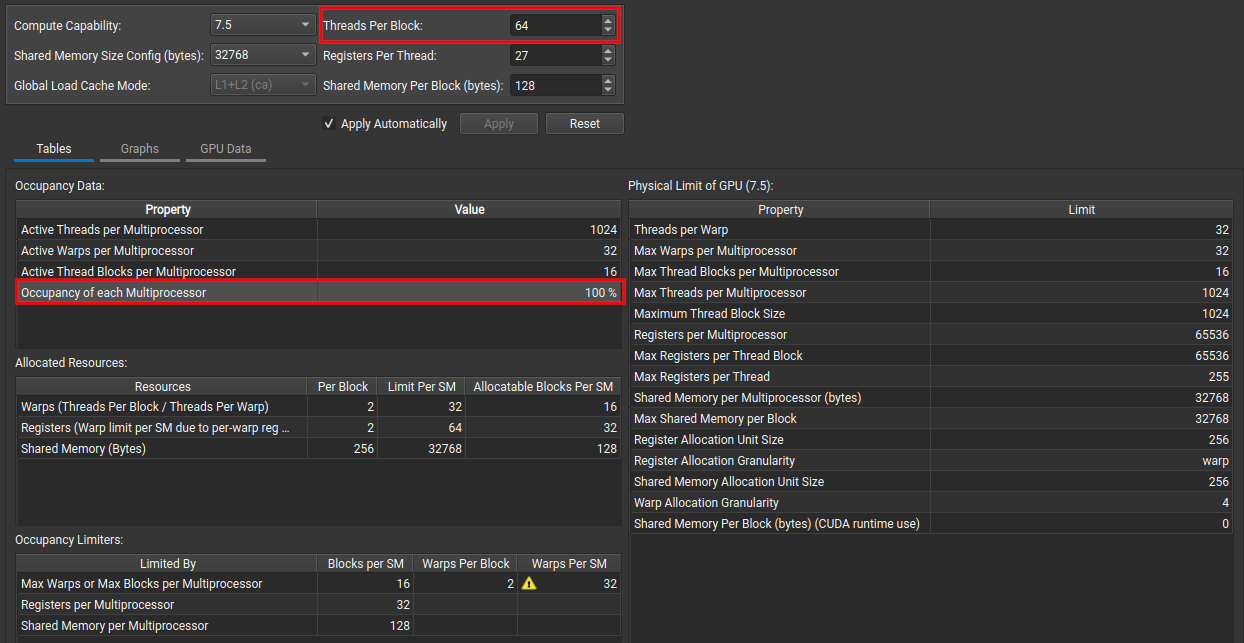 Compute Capability: 7.5 Threads Per Block: 64
Shared Memory Size Config (bytes): 32768 Registers Per Thread: 27
Global Load Cache Mode: L1+L2 (ca) Shared Memory Per Block (bytes): 128
Apply Automatically Apply Reset
Tables Graphs GPU Data
Occupancy Data:
Property Value
Active Threads per Multiprocessor 1024
Active Warps per Multiprocessor 32
Active Thread Blocks per Multiprocessor 16
Occupancy of each Multiprocessor 100 %
Allocated Resources:
Resources Per Block Limit Per SM Allocatable Blocks Per SM
Warps (Threads Per Block / Threads Per Warp) 2 32 16
Registers (Warp limit per SM due to per-warp reg ... 2 64 32
Shared Memory (Bytes) 256 32768 128
Occupancy Limiters:
Limited By Blocks per SM Warps Per Block Warps Per SM
Max Warps or Max Blocks per Multiprocessor 16 2 32
Registers per Multiprocessor 32
Shared Memory per Multiprocessor 128
Physical Limit of GPU (7.5):
Property Limit
Threads per Warp 32
Max Warps per Multiprocessor 32
Max Thread Blocks per Multiprocessor 16
Max Threads per Multiprocessor 1024
Maximum Thread Block Size 1024
Registers per Multiprocessor 65536
Max Registers per Thread Block 65536
Max Registers per Thread 255
Shared Memory per Multiprocessor (bytes) 32768
Max Shared Memory per Block 32768
Register Allocation Unit Size 256
Register Allocation Granularity warp
Shared Memory Allocation Unit Size 256
Warp Allocation Granularity 4
Shared Memory Per Block (bytes) (CUDA runtime use) 0